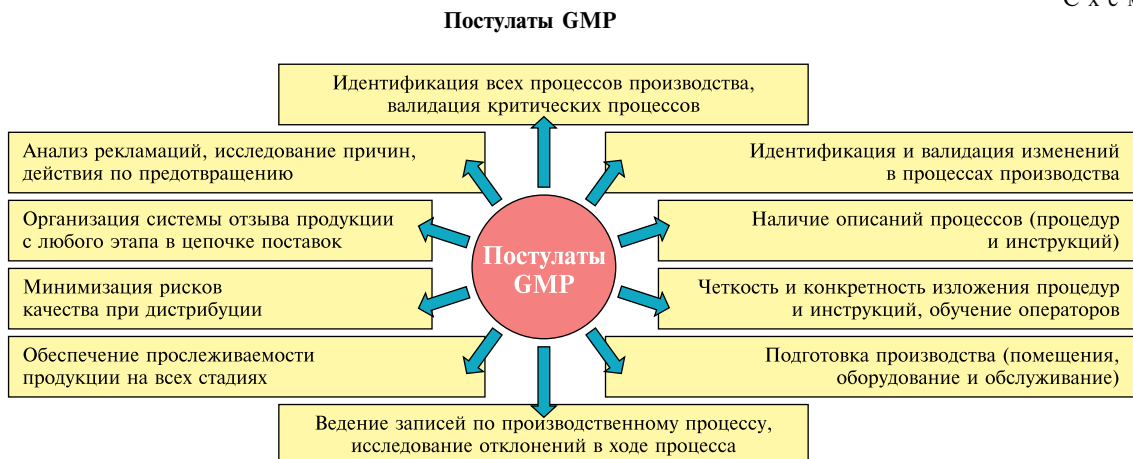 С х е м
Постулаты GMP
Идентификация всех процессов производства,
валидация критических процессов
Анализ рекламаций, исследование причин,
действия по предотвращению
Идентификация и валидация изменений
в процессах производства
Организация системы отзыва продукции
с любого этапа в цепочке поставок
Наличие описаний процессов (процедур
и инструкций)
Постулаты
GMP
Минимизация рисков
качества при дистрибуции
Четкость и конкретность изложения процедур
и инструкций, обучение операторов
Обеспечение прослеживаемости
продукции на всех стадиях
Подготовка производства (помещения,
оборудование и обслуживание)
Ведение записей по производственному процессу,
исследование отклонений в ходе процесса